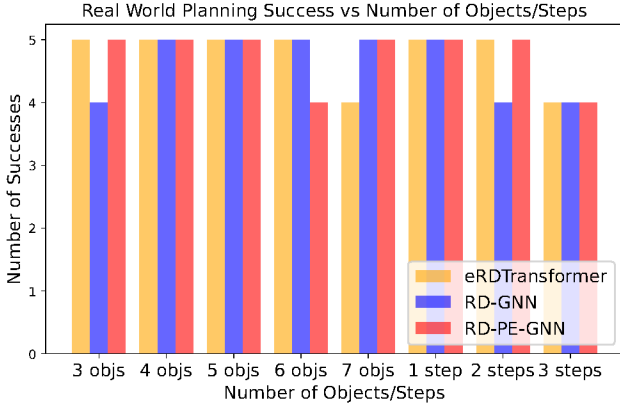 Real World Planning Success vs Number of Objects/Steps
Number of Successes
5
4
3
2
1
0
eRDTransformer
RD-GNN
RD-PE-GNN
3 objs 4 objs 5 objs 6 objs 7 objs 1 step 2 steps 3 steps
Number of Objects/Steps